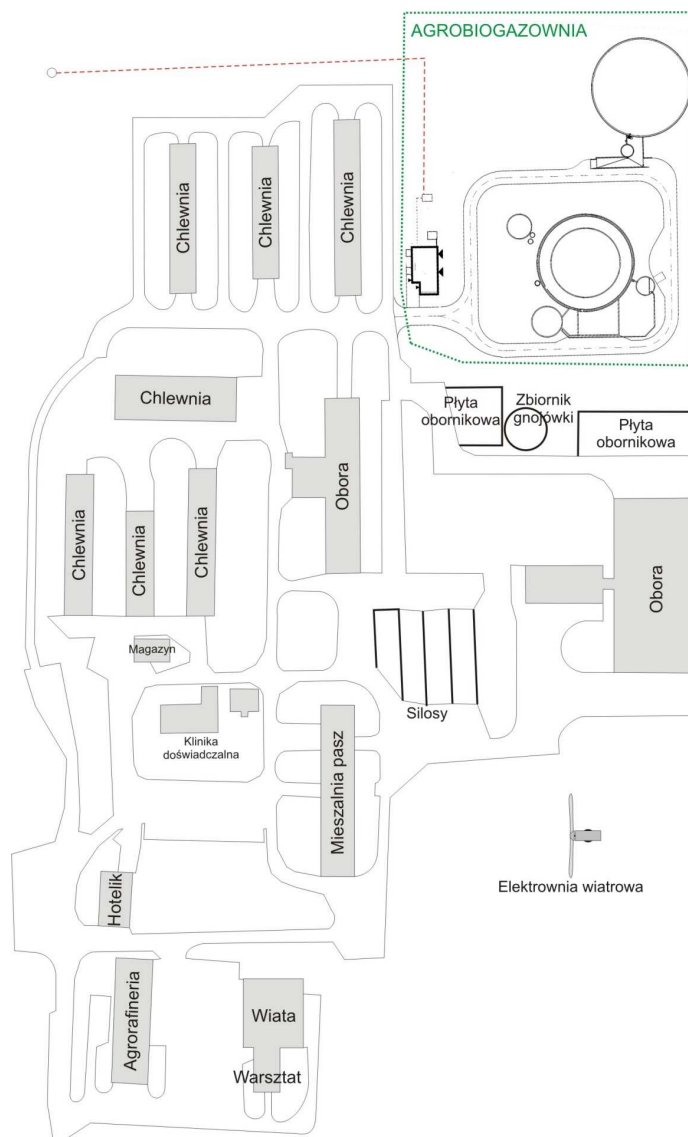 AGROBIOGAZOWNIA
Chlewnia
Chlewnia
Chlewnia
Chlewnia
Płyta
obornikowa
Zbiornik
gnojówki
Płyta
obornikowa
Obora
Chlewnia
Chlewnia
Chlewnia
Obora
Magazyn
Silosy
Klinika
doświadczalna
Mieszalnia pasz
Elektrownia wiatrowa
Hotelik
Agrorafineria
Wiata
Warsztat